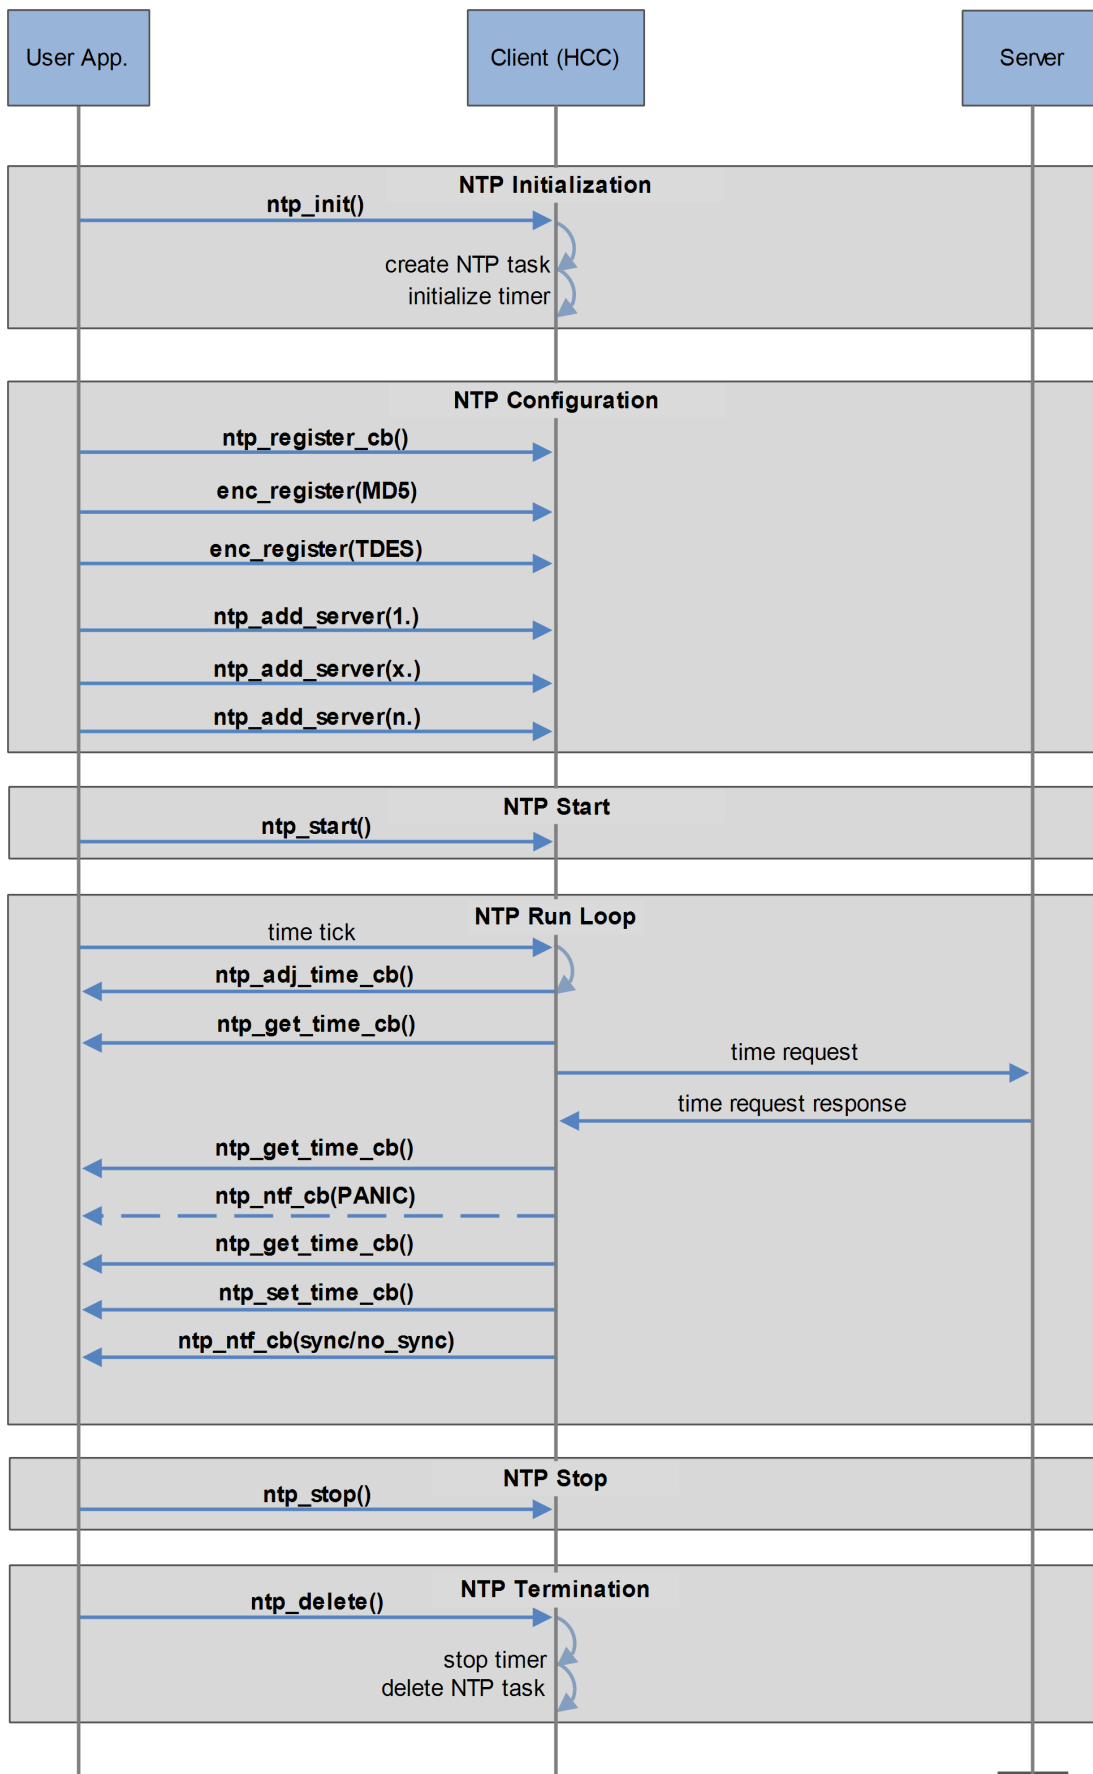 User App.
Client (HCC)
Server
NTP Initialization
ntp_init()
create NTP task
initialize timer
NTP Configuration
ntp_register_cb()
enc_register(MD5)
enc_register(TDES)
ntp_add_server(1.)
ntp_add_server(x.)
ntp_add_server(n.)
NTP Start
ntp_start()
NTP Run Loop
time tick
ntp_adj_time_cb()
ntp_get_time_cb()
time request
time request response
ntp_get_time_cb()
ntp_ntf_cb(PANIC)
ntp_get_time_cb()
ntp_set_time_cb()
ntp_ntf_cb(sync/no_sync)
NTP Stop
ntp_stop()
NTP Termination
ntp_delete()
stop timer
delete NTP task